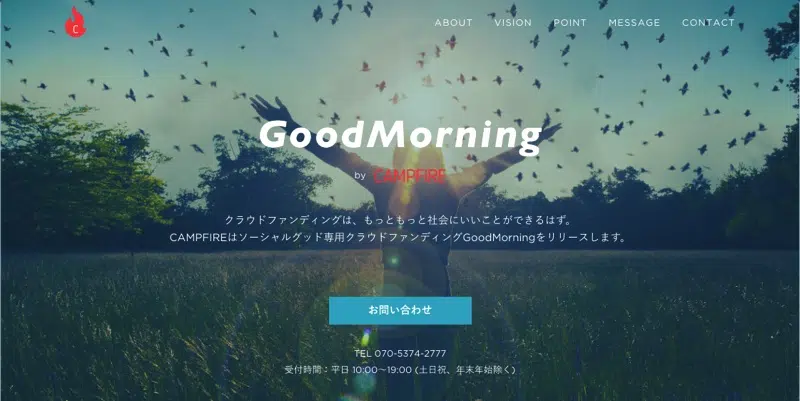 C
ABOUT VISION POINT MESSAGE CONTACT
GoodMorning
by CAMPFIRE
クラウドファンディングは、もっともっと社会にいいことができるはず。
CAMPFIREはソーシャルグッド専用クラウドファンディングGoodMorningをリリースします。
お問い合わせ
TEL 070-5374-2777
受付時間：平日 10:00〜19:00 (土日祝、年末年始除く)